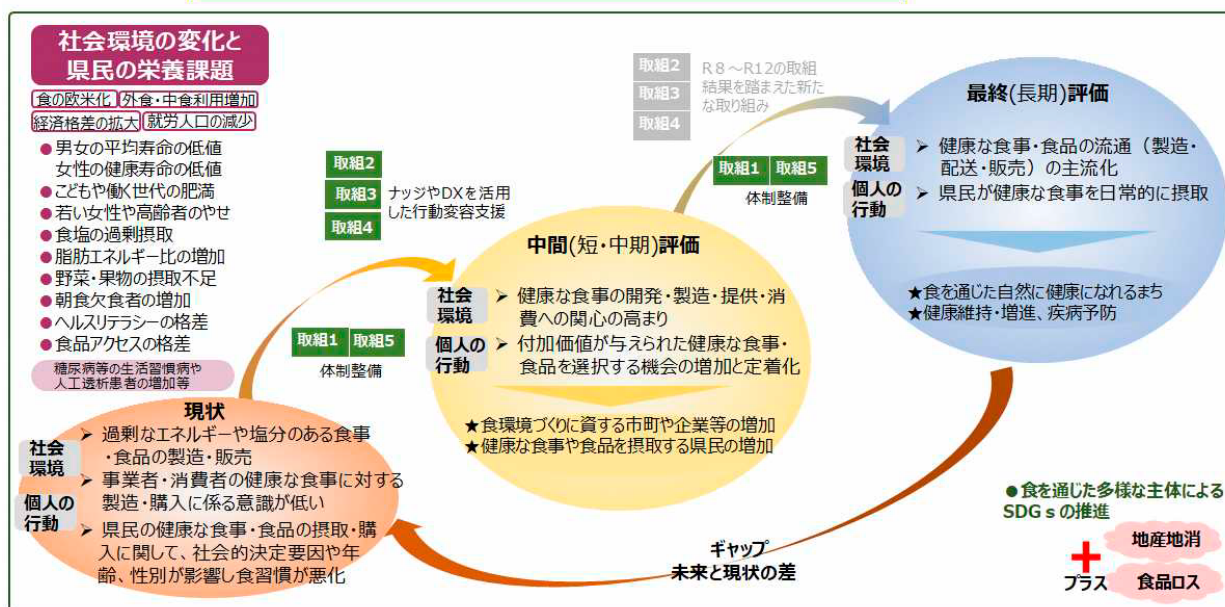 社会環境の変化と
県民の栄養課題
食の欧米化 外食・中食利用増加
経済格差の拡大 就労人口の減少
●男女の平均寿命の低値
女性の健康寿命の低値
●こどもや働く世代の肥満
●若い女性や高齢者のやせ
●食塩の過剰摂取
●脂肪エネルギー比の増加
●野菜・果物の摂取不足
●朝食欠食者の増加
●ヘルスリテラシーの格差
●食品アクセスの格差
糖尿病等の生活習慣病や
人工透析患者の増加等
現状
社会
環境
➢ 過剰なエネルギーや塩分のある食事
・食品の製造・販売
➢ 事業者・消費者の健康な食事に対する
製造・購入に係る意識が低い
個人の
行動
➢ 県民の健康な食事・食品の摂取・購
入に関して、社会的決定要因や年
齢、性別が影響し食習慣が悪化
取組2
取組3
取組4
ナッジやDXを活用
した行動変容支援
取組1 取組5
体制整備
中間(短・中期)評価
社会
環境
➢ 健康な食事の開発・製造・提供・消
費への関心の高まり
個人の
行動
➢ 付加価値が与えられた健康な食事・
食品を選択する機会の増加と定着化
★食環境づくりに資する市町や企業等の増加
★健康な食事や食品を摂取する県民の増加
取組2
取組3
取組4
R8~R12の取組
結果を踏まえた新た
な取り組み
取組1 取組5
体制整備
最終(長期)評価
社会
環境
➢ 健康な食事・食品の流通（製造・
配送・販売）の主流化
個人の
行動
➢ 県民が健康な食事を日常的に摂取
★食を通じた自然に健康になれるまち
★健康維持・増進、疾病予防
ギャップ
未来と現状の差
●食を通じた多様な主体による
SDGsの推進
プラス
地産地消
食品ロス